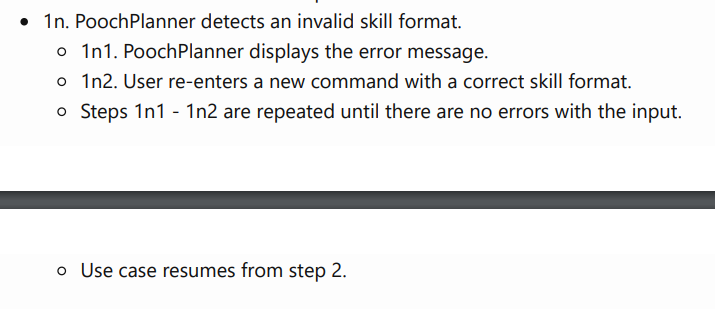 • 1n. PoochPlanner detects an invalid skill format.
◦ 1n1. PoochPlanner displays the error message.
◦ 1n2. User re-enters a new command with a correct skill format.
◦ Steps 1n1 - 1n2 are repeated until there are no errors with the input.
◦ Use case resumes from step 2.